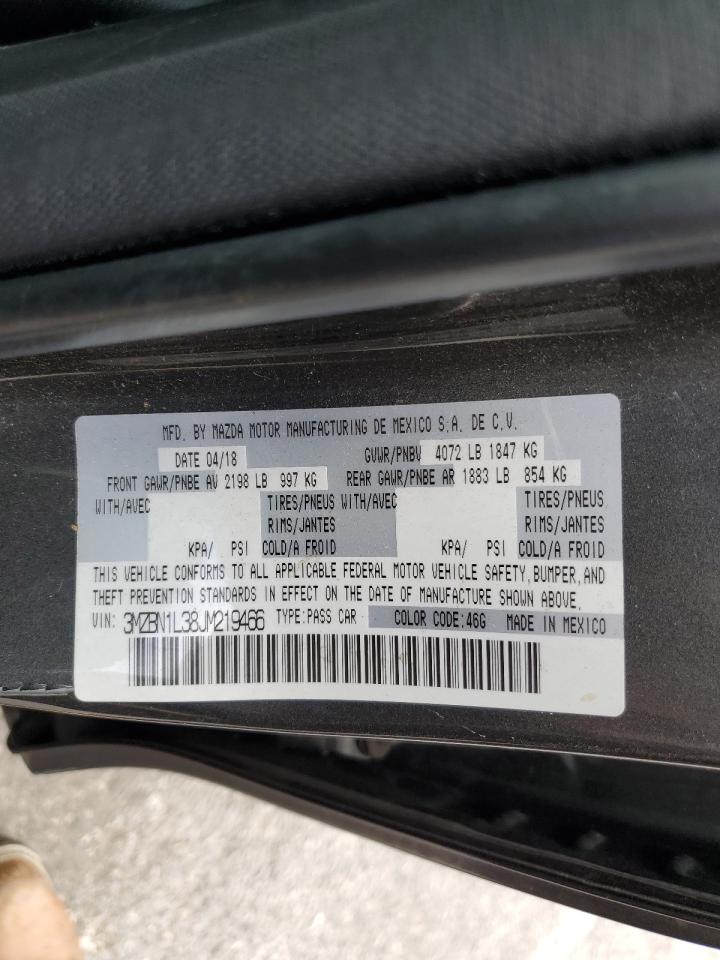 MFD. BY MAZDA MOTOR MANUFACTURING DE MEXICO S.A. DE C.V.
DATE 04/18 GVWR/PNBV 4072 LB 1847 KG
FRONT GAWR/PNBE AV 2198 LB 997 KG REAR GAWR/PNBE AR 1883 LB 854 KG
WITH/AVEC TIRES/PNEUS WITH/AVEC TIRES/PNEUS
RIMS/JANTES RIMS/JANTES
KPA/ PSI COLD/A FROID KPA/ PSI COLD/A FROID
THIS VEHICLE CONFORMS TO ALL APPLICABLE FEDERAL MOTOR VEHICLE SAFETY, BUMPER, AND
THEFT PREVENTION STANDARDS IN EFFECT ON THE DATE OF MANUFACTURE SHOWN ABOVE.
VIN: 3MZBN1L38JM219466 TYPE:PASS CAR COLOR CODE:46G MADE IN MEXICO